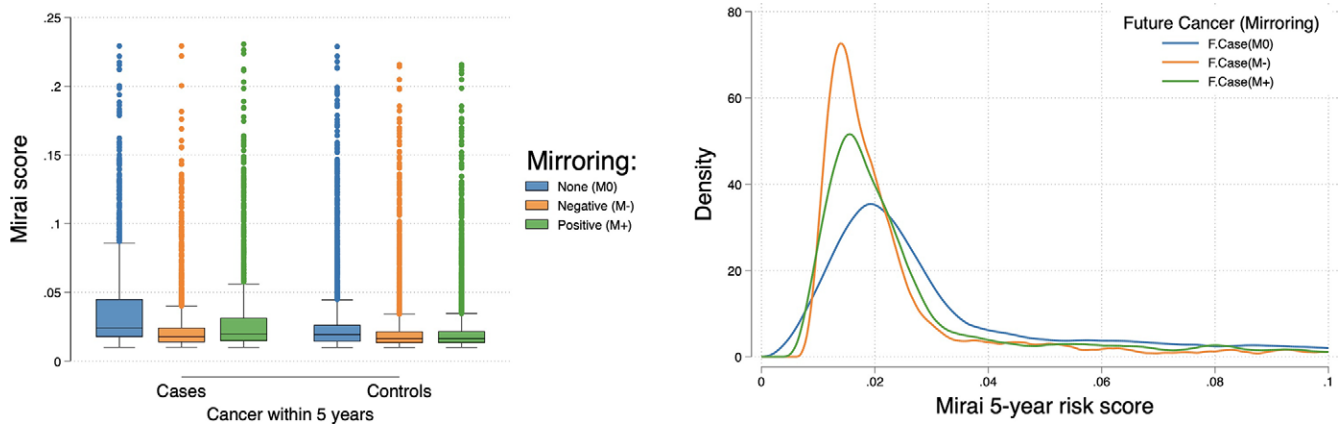 .25
.2
.15
.1
.05
0
Mirai score
Cases
Controls
Cancer within 5 years
Mirroring:
None (M0)
Negative (M-)
Positive (M+)
80
60
40
20
0
Density
0
.02
.04
.06
.08
.1
Mirai 5-year risk score
Future Cancer (Mirroring)
F.Case(M0)
F.Case(M-)
F.Case(M+)